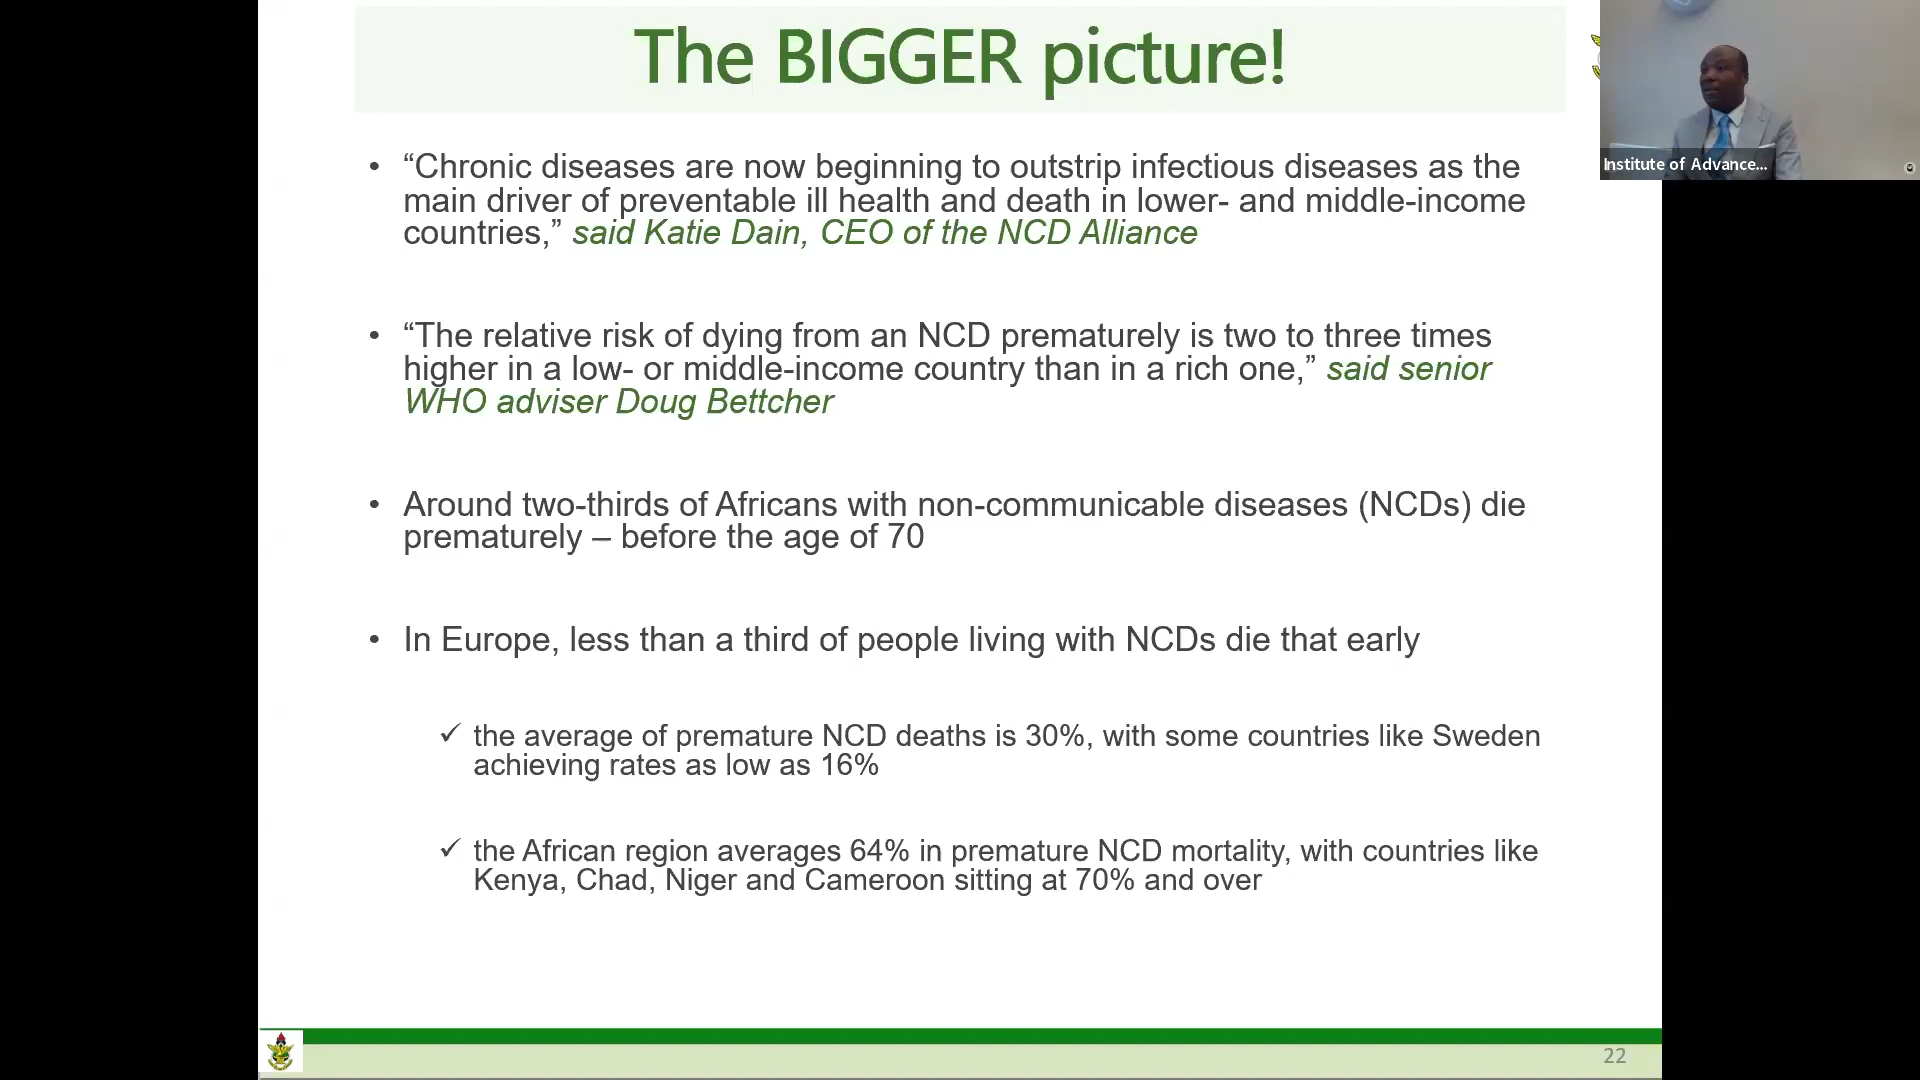 The BIGGER picture!
• “Chronic diseases are now beginning to outstrip infectious diseases as the
main driver of preventable ill health and death in lower- and middle-income
countries,” said Katie Dain, CEO of the NCD Alliance
• “The relative risk of dying from an NCD prematurely is two to three times
higher in a low- or middle-income country than in a rich one,” said senior
WHO adviser Doug Bettcher
• Around two-thirds of Africans with non-communicable diseases (NCDs) die
prematurely – before the age of 70
• In Europe, less than a third of people living with NCDs die that early
✓ the average of premature NCD deaths is 30%, with some countries like Sweden
achieving rates as low as 16%
✓ the African region averages 64% in premature NCD mortality, with countries like
Kenya, Chad, Niger and Cameroon sitting at 70% and over
22
Institute of Advance...